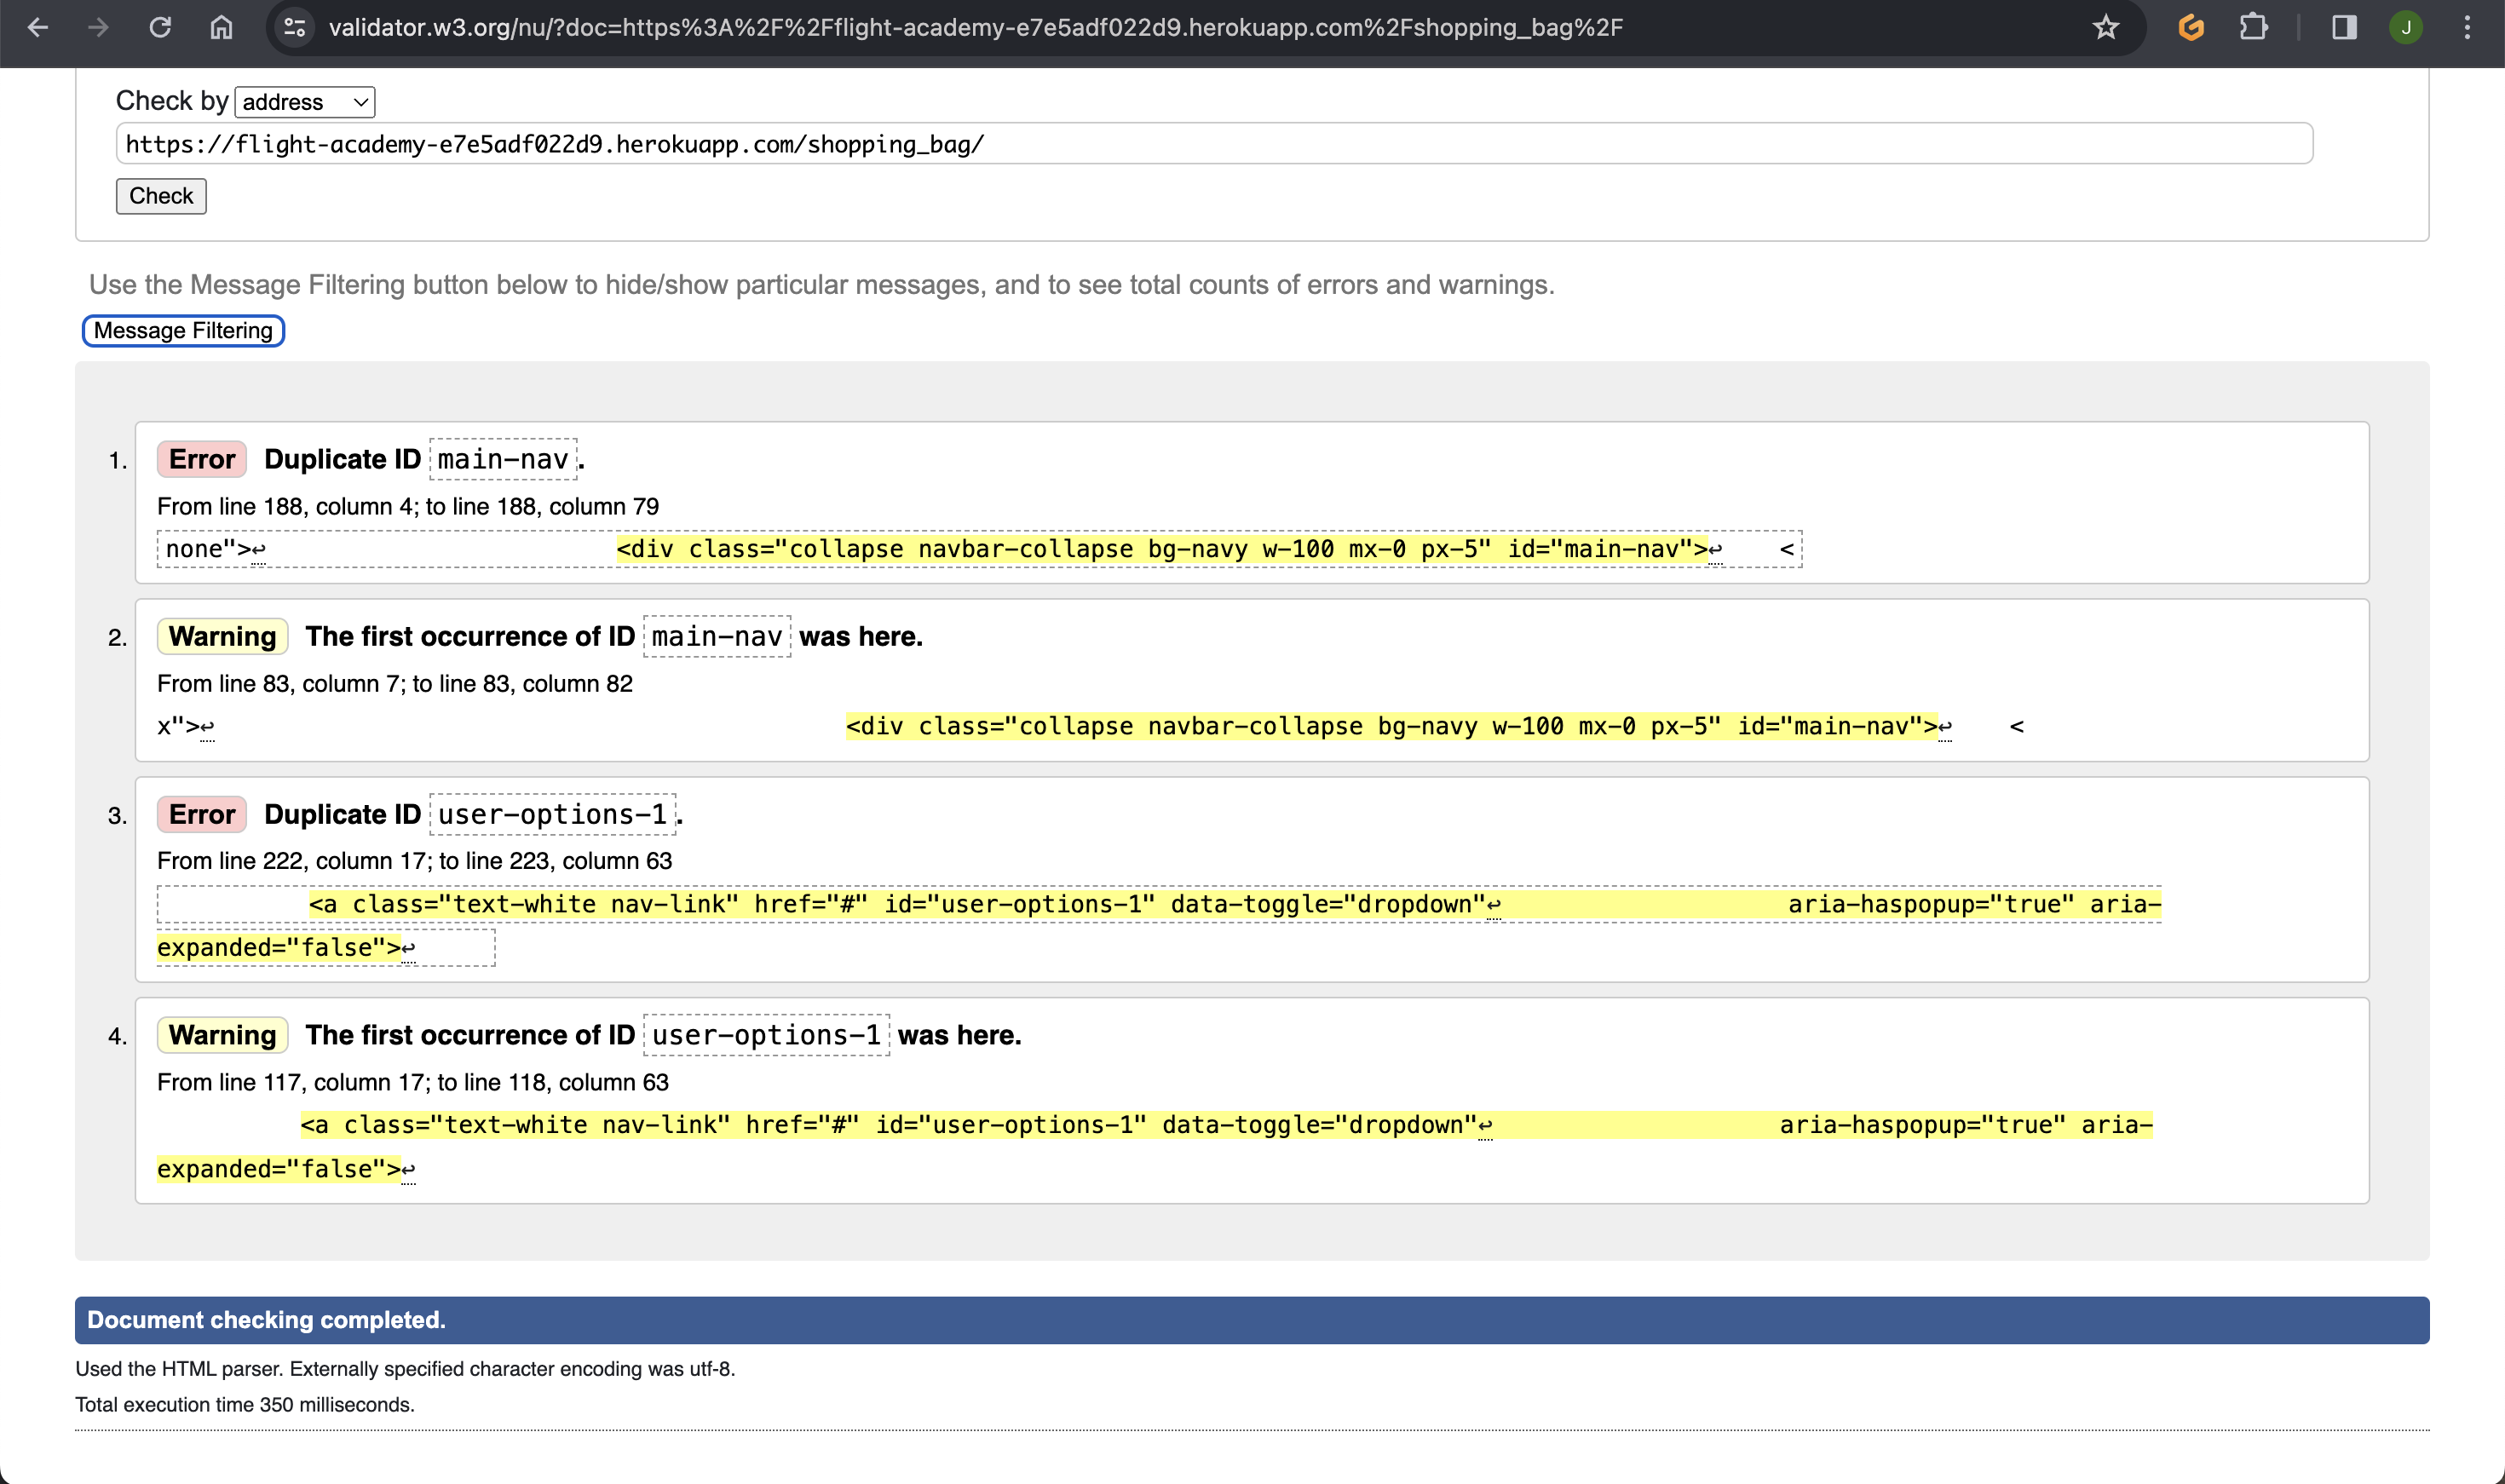 validator.w3.org/nu/?doc=https%3A%2F%2Fflight-academy-e7e5adf022d9.herokuapp.com%2Fshopping_bag%2F
J
Check by address
https://flight-academy-e7e5adf022d9.herokuapp.com/shopping_bag/
Check
Use the Message Filtering button below to hide/show particular messages, and to see total counts of errors and warnings.
Message Filtering
1. Error Duplicate ID main-nav.
From line 188, column 4; to line 188, column 79
none">↩ <div class="collapse navbar-collapse bg-navy w-100 mx-0 px-5" id="main-nav">↩ <
2. Warning The first occurrence of ID main-nav was here.
From line 83, column 7; to line 83, column 82
x">↩ <div class="collapse navbar-collapse bg-navy w-100 mx-0 px-5" id="main-nav">↩ <
3. Error Duplicate ID user-options-1.
From line 222, column 17; to line 223, column 63
<a class="text-white nav-link" href="#" id="user-options-1" data-toggle="dropdown"↩ aria-haspopup="true" aria-
expanded="false">↩
4. Warning The first occurrence of ID user-options-1 was here.
From line 117, column 17; to line 118, column 63
<a class="text-white nav-link" href="#" id="user-options-1" data-toggle="dropdown"↩ aria-haspopup="true" aria-
expanded="false">↩
Document checking completed.
Used the HTML parser. Externally specified character encoding was utf-8.
Total execution time 350 milliseconds.